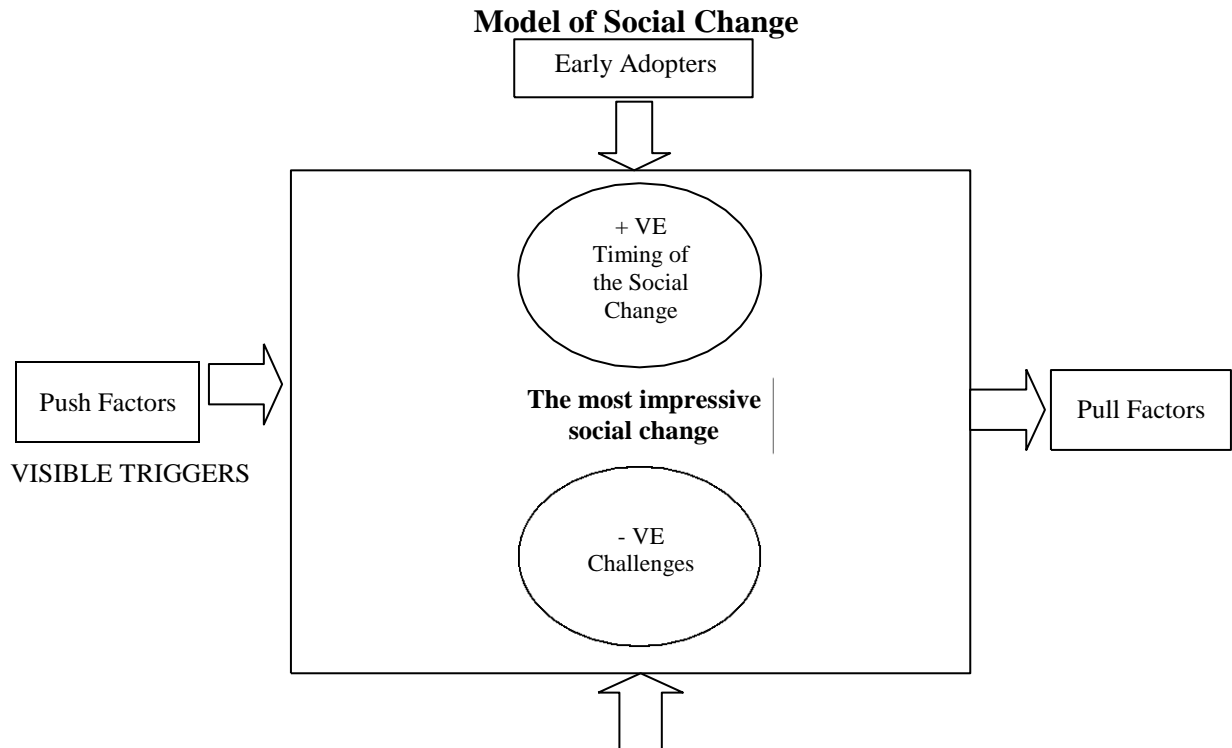 Model of Social Change
Early Adopters
+ VE
Timing of
the Social
Change
Push Factors
VISIBLE TRIGGERS
The most impressive
social change
Pull Factors
- VE
Challenges